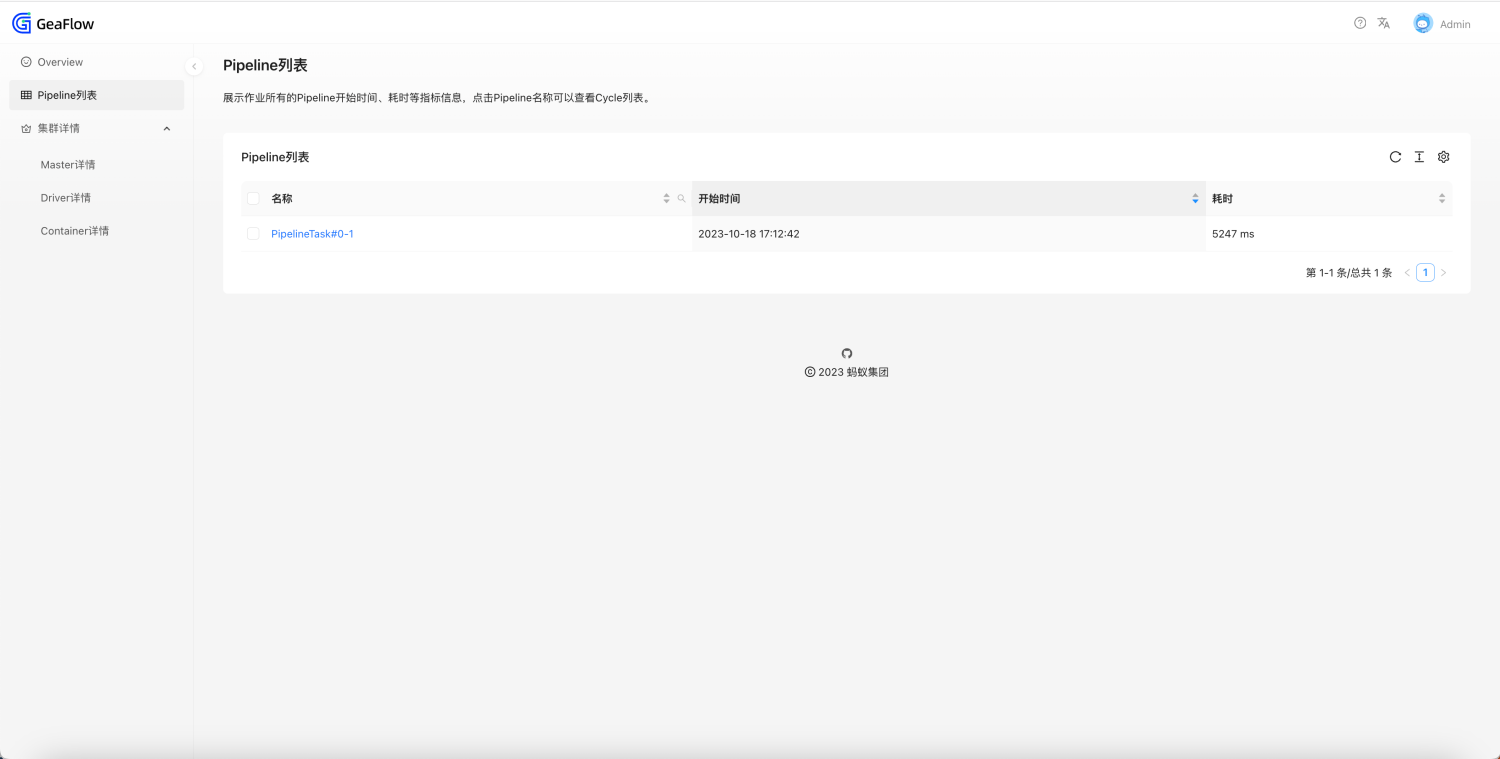 GeaFlow
Admin
Overview
Pipeline列表
集群详情
Master详情
Driver详情
Container详情
Pipeline列表
展示作业所有的Pipeline开始时间、耗时等指标信息，点击Pipeline名称可以查看Cycle列表。
Pipeline列表
名称 开始时间 耗时
PipelineTask#0-1 2023-10-18 17:12:42 5247 ms
第 1-1 条/总共 1 条 < 1 >
© 2023 蚂蚁集团